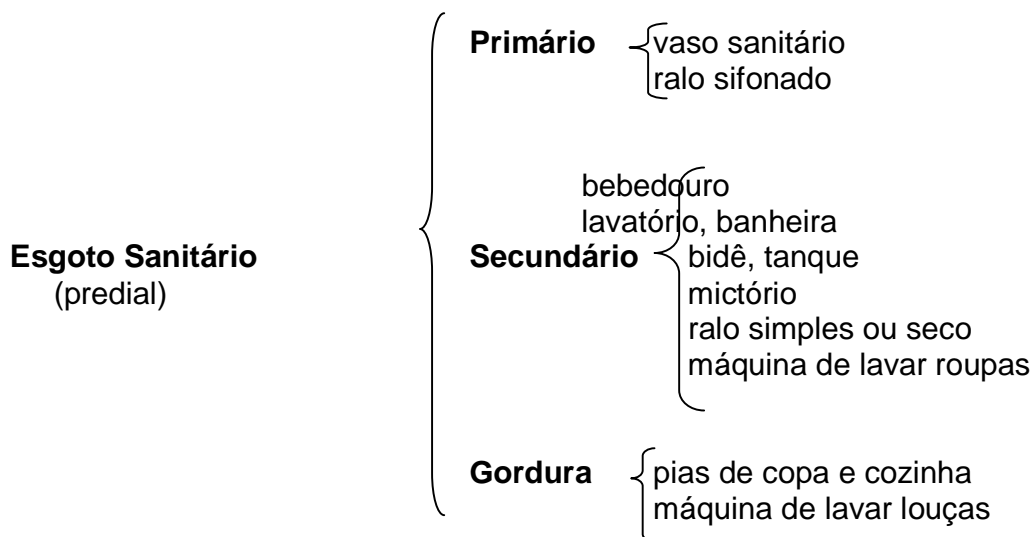 Primário vaso sanitário
ralo sifonado
bebedouro
lavatório, banheira
Esgoto Sanitário Secundário bidê, tanque
(predial) mictório
ralo simples ou seco
máquina de lavar roupas
Gordura pias de copa e cozinha
máquina de lavar louças